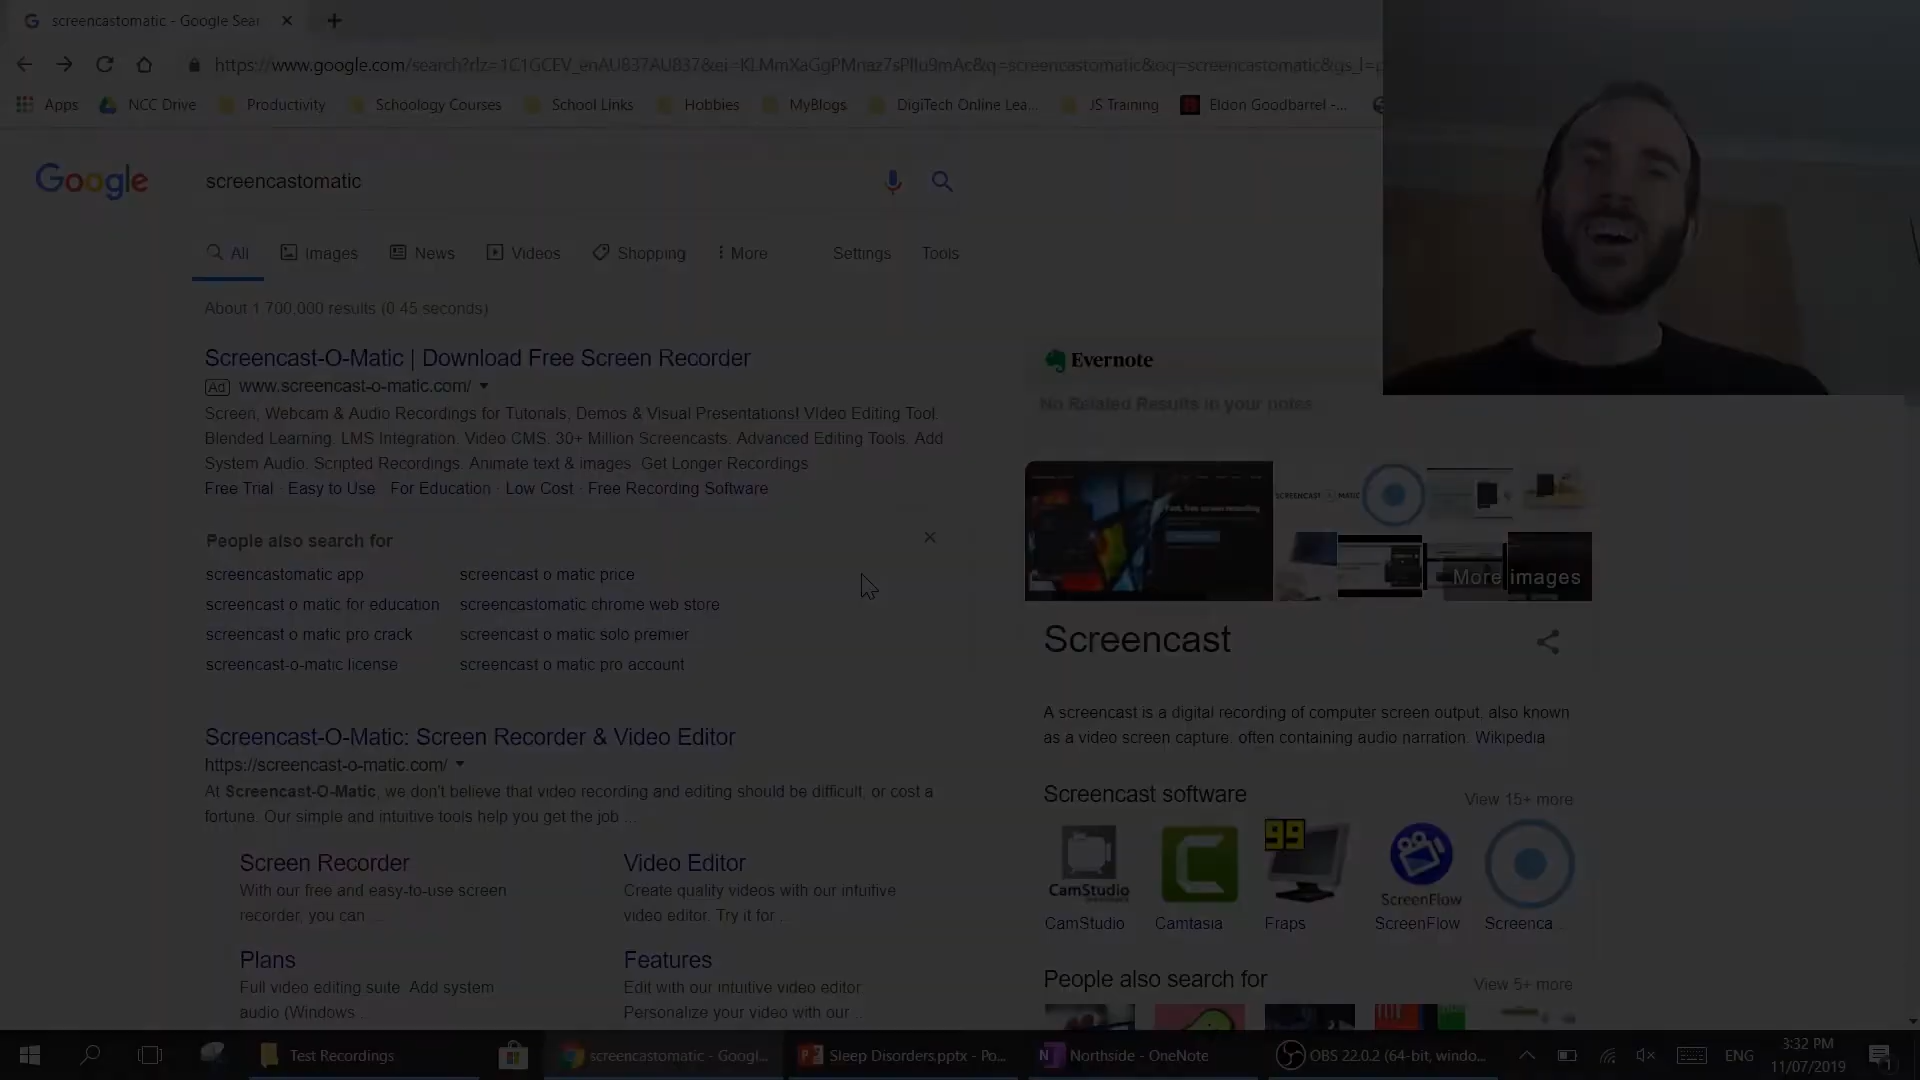 screencastomatic - Google Sear
https://www.google.com/search?rlz=1C1GCEV_enAU837AU837&ei=KLMmXaGgPMnaz7sPllu9mAc&q=screencastomatic&oq=screencastomatic&gs_l=
Apps NCC Drive Productivity Schoology Courses School Links Hobbies MyBlogs DigiTech Online Lea... JS Training Eldon Goodbarrel -...
Google screencastomatic
All Images News Videos Shopping More Settings Tools
About 1 700 000 results (0 45 seconds)
Screencast-O-Matic | Download Free Screen Recorder
Ad www.screencast-o-matic.com/
Screen, Webcam & Audio Recordings for Tutorials, Demos & Visual Presentations! VIdeo Editing Tool.
Blended Learning. LMS Integration. Video CMS. 30+ Million Screencasts. Advanced Editing Tools. Add
System Audio. Scripted Recordings. Animate text & images. Get Longer Recordings
Free Trial · Easy to Use · For Education · Low Cost · Free Recording Software
People also search for
screencastomatic app screencast o matic price
screencast o matic for education screencastomatic chrome web store
screencast o matic pro crack screencast o matic solo premier
screencast-o-matic license screencast o matic pro account
Screencast-O-Matic: Screen Recorder & Video Editor
https://screencast-o-matic.com/
At Screencast-O-Matic, we don't believe that video recording and editing should be difficult, or cost a
fortune. Our simple and intuitive tools help you get the job ...
Screen Recorder Video Editor
With our free and easy-to-use screen Create quality videos with our intuitive
recorder, you can ... video editor. Try it for ...
Plans Features
Full video editing suite. Add system Edit with our intuitive video editor
audio (Windows ... Personalize your video with our ...
Evernote
No Related Results in your notes
SCREENCAST MATIC
More images
Screencast
A screencast is a digital recording of computer screen output, also known
as a video screen capture, often containing audio narration. Wikipedia
Screencast software View 15+ more
99
CamStudio ScreenFlow
CamStudio Camtasia Fraps ScreenFlow Screenca...
People also search for View 5+ more
Test Recordings screencastomatic - Googl... Sleep Disorders.pptx - Po... Northside - OneNote OBS 22.0.2 (64-bit, windo... ENG 3:32 PM
11/07/2019 1